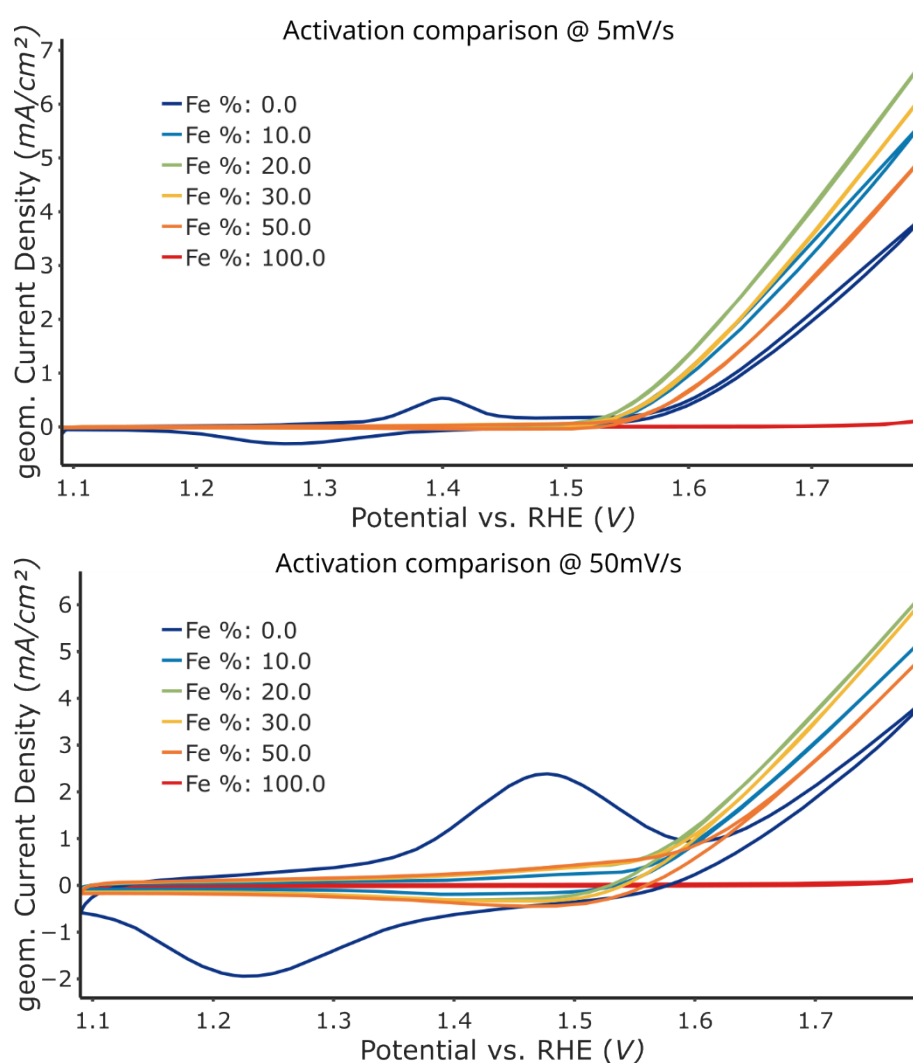 Activation comparison @ 5mV/s
geom. Current Density (mA/cm²)
7
6
5
4
3
2
1
0
Fe %: 0.0
Fe %: 10.0
Fe %: 20.0
Fe %: 30.0
Fe %: 50.0
Fe %: 100.0
1.1 1.2 1.3 1.4 1.5 1.6 1.7
Potential vs. RHE (V)
Activation comparison @ 50mV/s
geom. Current Density (mA/cm²)
6
5
4
3
2
1
0
−1
−2
Fe %: 0.0
Fe %: 10.0
Fe %: 20.0
Fe %: 30.0
Fe %: 50.0
Fe %: 100.0
1.1 1.2 1.3 1.4 1.5 1.6 1.7
Potential vs. RHE (V)